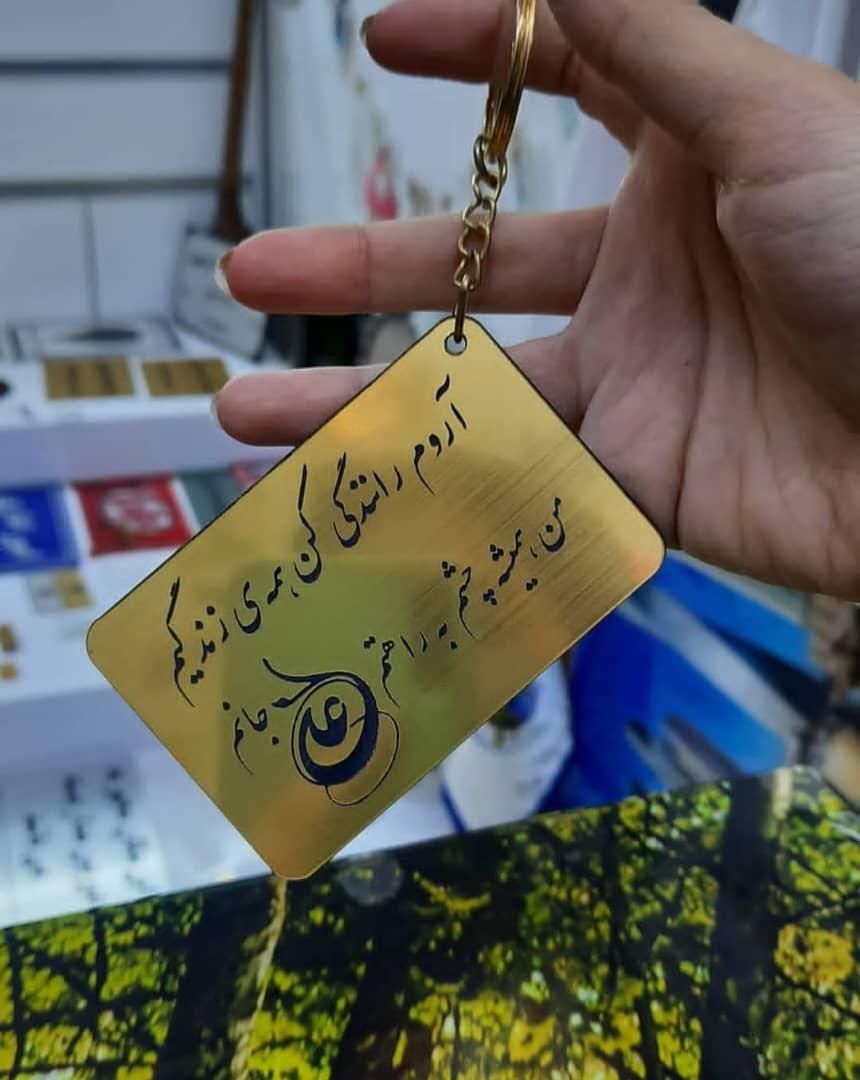 آروم رانندگی کن همه‌ی زندگیم
من همیشه چشم به راهتم
علی جانم